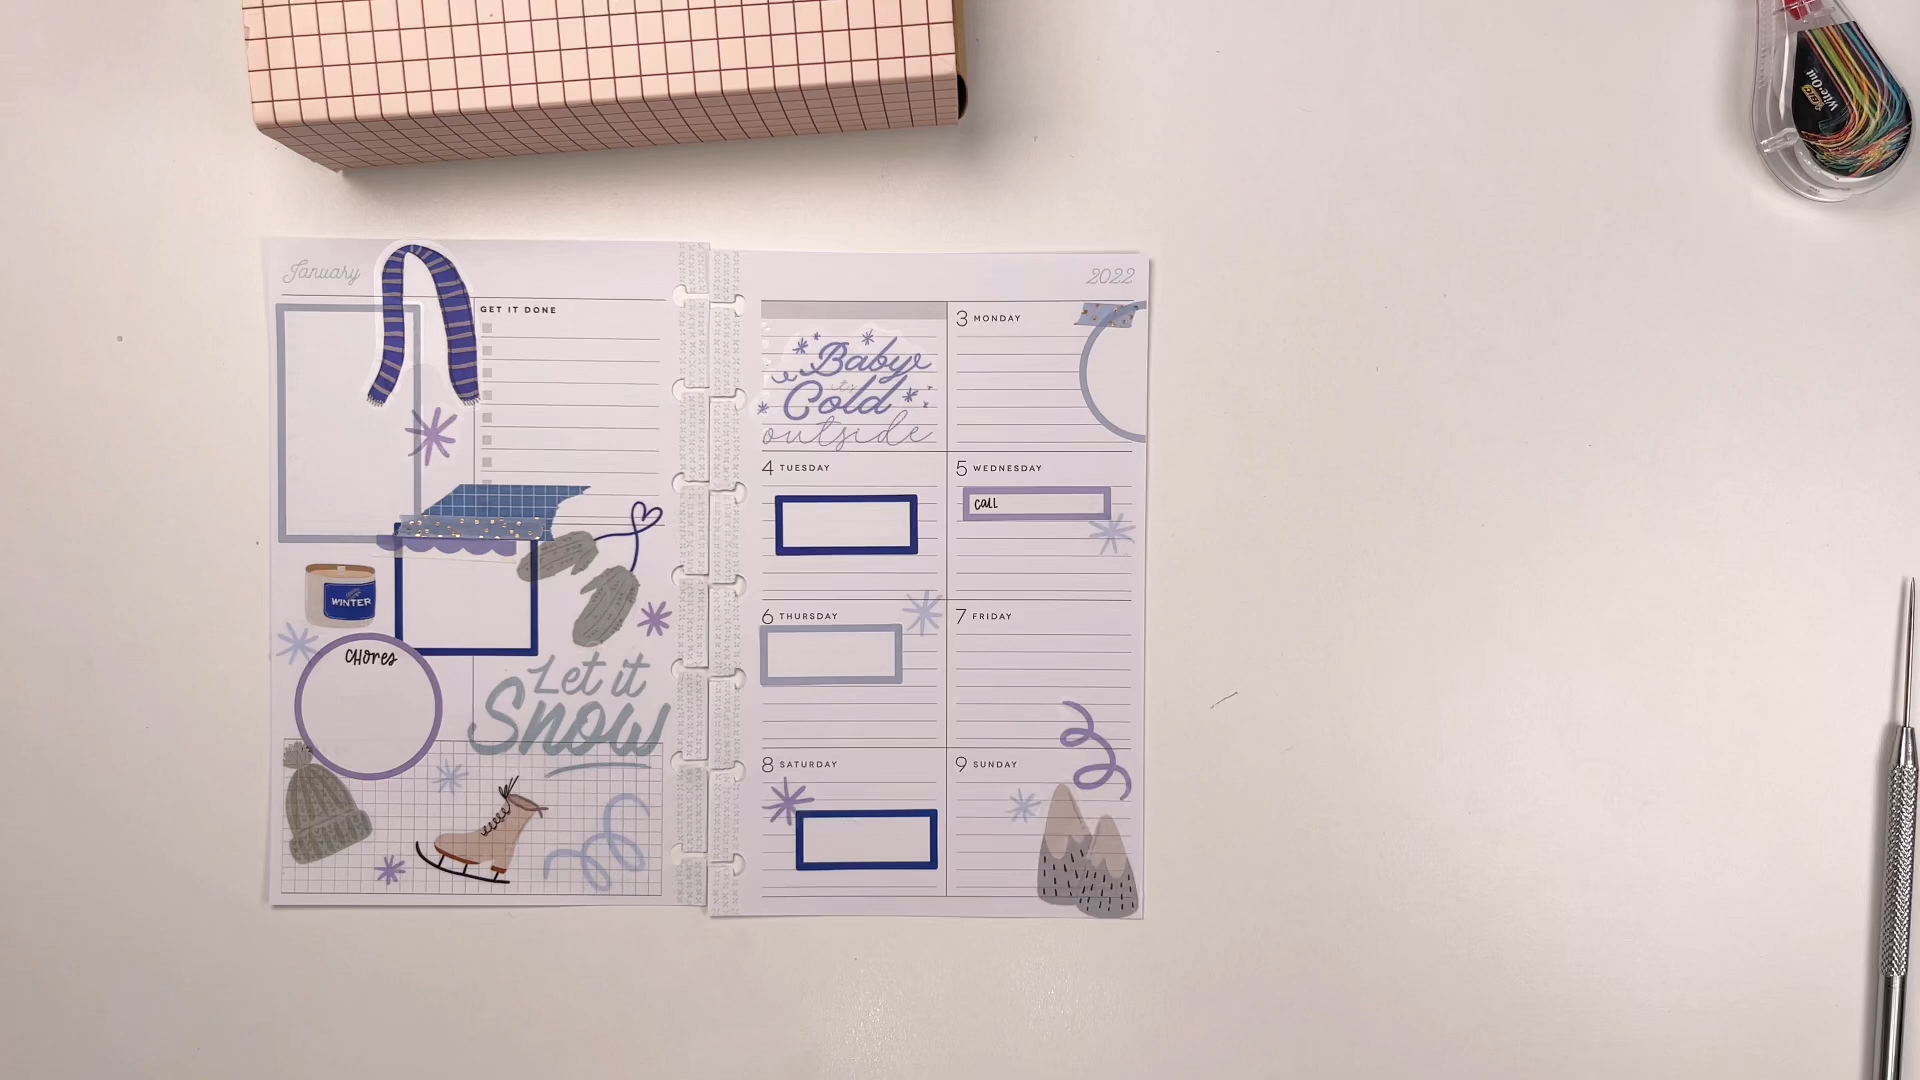 January
GET IT DONE
WINTER
CHores
Let it
Snow
2022
Baby
it's
Cold
outside
3 MONDAY
4 TUESDAY
5 WEDNESDAY
call
6 THURSDAY
7 FRIDAY
8 SATURDAY
9 SUNDAY
BIC
Wite-Out